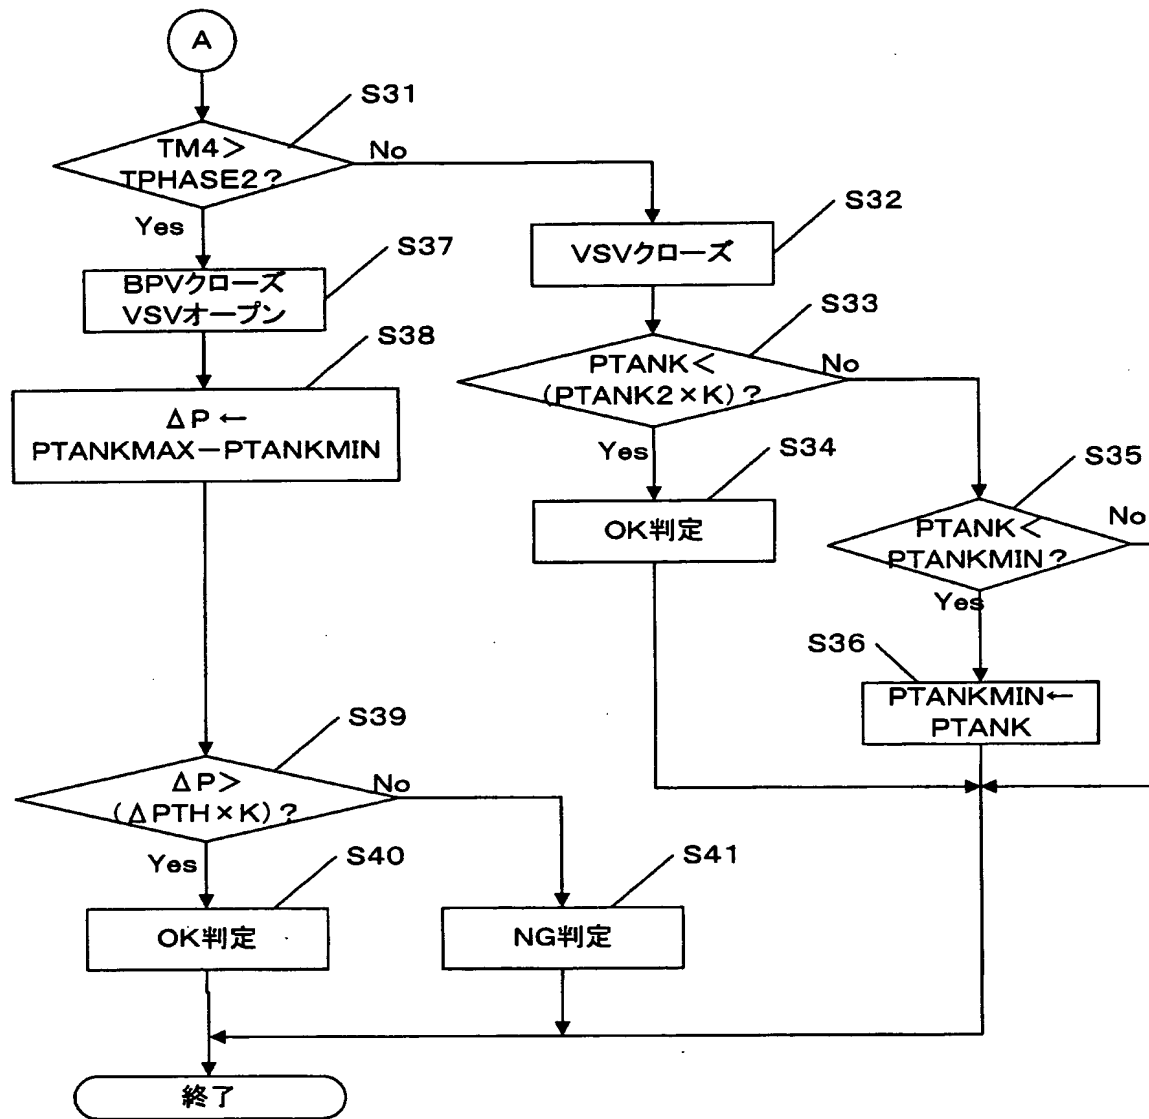 A
S31
TM4>
TPHASE2?
No
Yes
S32
VSVクローズ
S37
BPVクローズ
VSVオープン
S33
PTANK<
(PTANK2×K)?
No
Yes
S38
ΔP←
PTANKMAX-PTANKMIN
S34
OK判定
S35
PTANK<
PTANKMIN?
No
Yes
S36
PTANKMIN←
PTANK
S39
ΔP>
(ΔPTH×K)?
No
Yes
S40
OK判定
S41
NG判定
終了